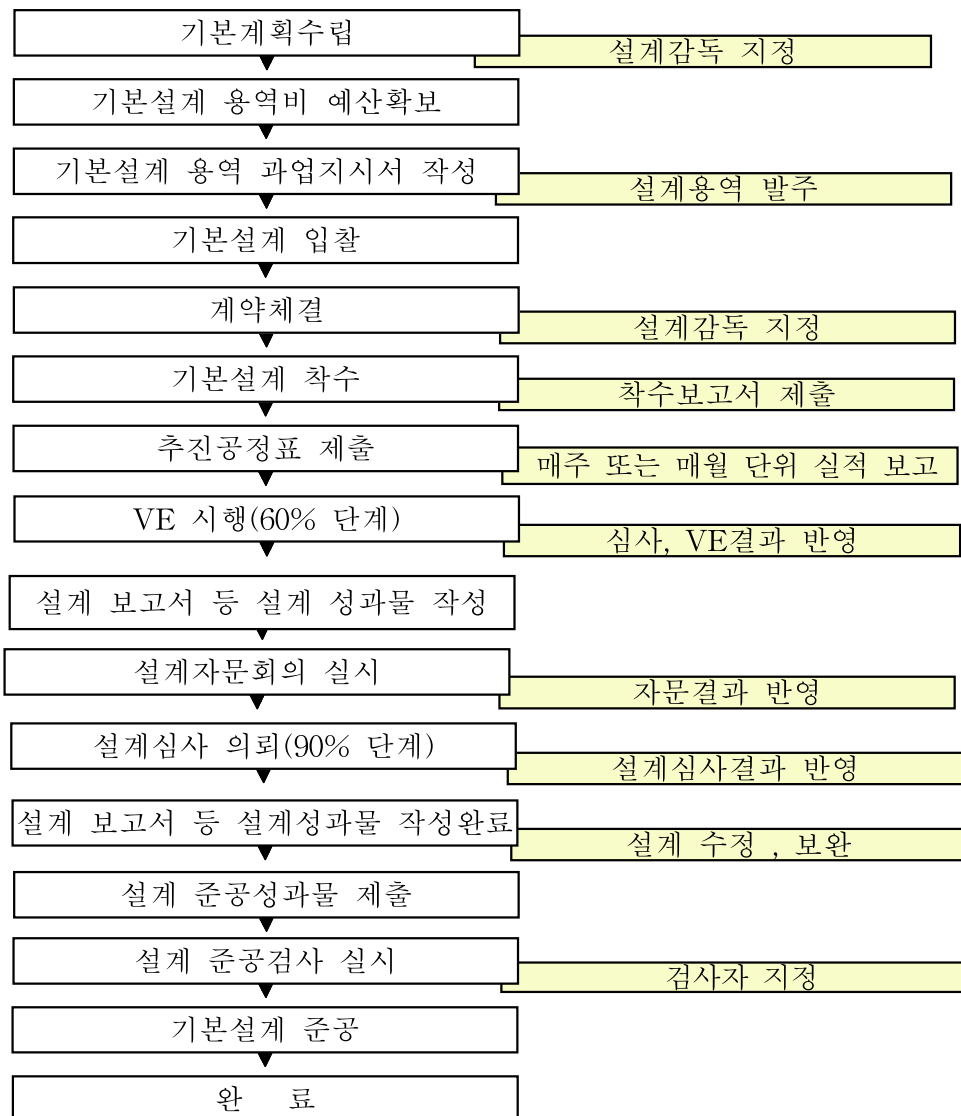 기본계획수립
설계감독 지정
기본설계 용역비 예산확보
기본설계 용역 과업지시서 작성
설계용역 발주
기본설계 입찰
계약체결
설계감독 지정
기본설계 착수
착수보고서 제출
추진공정표 제출
매주 또는 매월 단위 실적 보고
VE 시행(60% 단계)
심사, VE결과 반영
설계 보고서 등 설계 성과물 작성
설계자문회의 실시
자문결과 반영
설계심사 의뢰(90% 단계)
설계심사결과 반영
설계 보고서 등 설계성과물 작성완료
설계 수정 , 보완
설계 준공성과물 제출
설계 준공검사 실시
검사자 지정
기본설계 준공
완 료